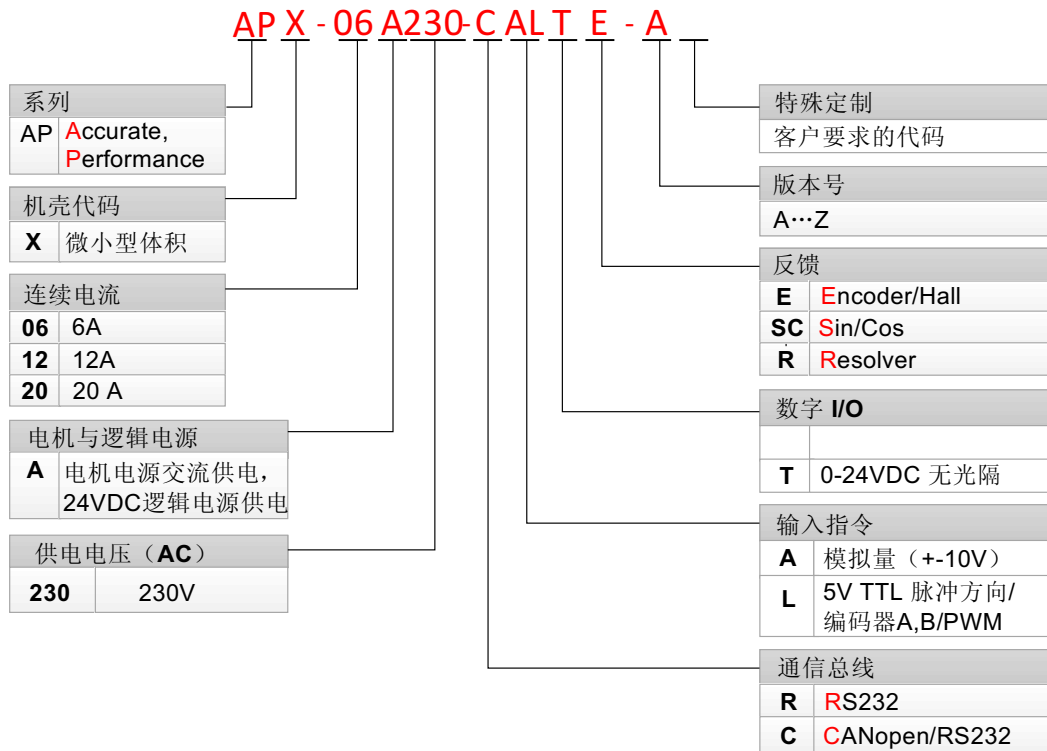 APX-06A230-CALTE-A
系列
AP Accurate,
Performance
机壳代码
X 微小型体积
连续电流
06 6A
12 12A
20 20 A
电机与逻辑电源
A 电机电源交流供电，
24VDC逻辑电源供电
供电电压（AC）
230 230V
特殊定制
客户要求的代码
版本号
A…Z
反馈
E Encoder/Hall
SC Sin/Cos
R Resolver
数字 I/O
T 0-24VDC 无光隔
输入指令
A 模拟量（+-10V）
L 5V TTL 脉冲方向/
编码器A,B/PWM
通信总线
R RS232
C CANopen/RS232